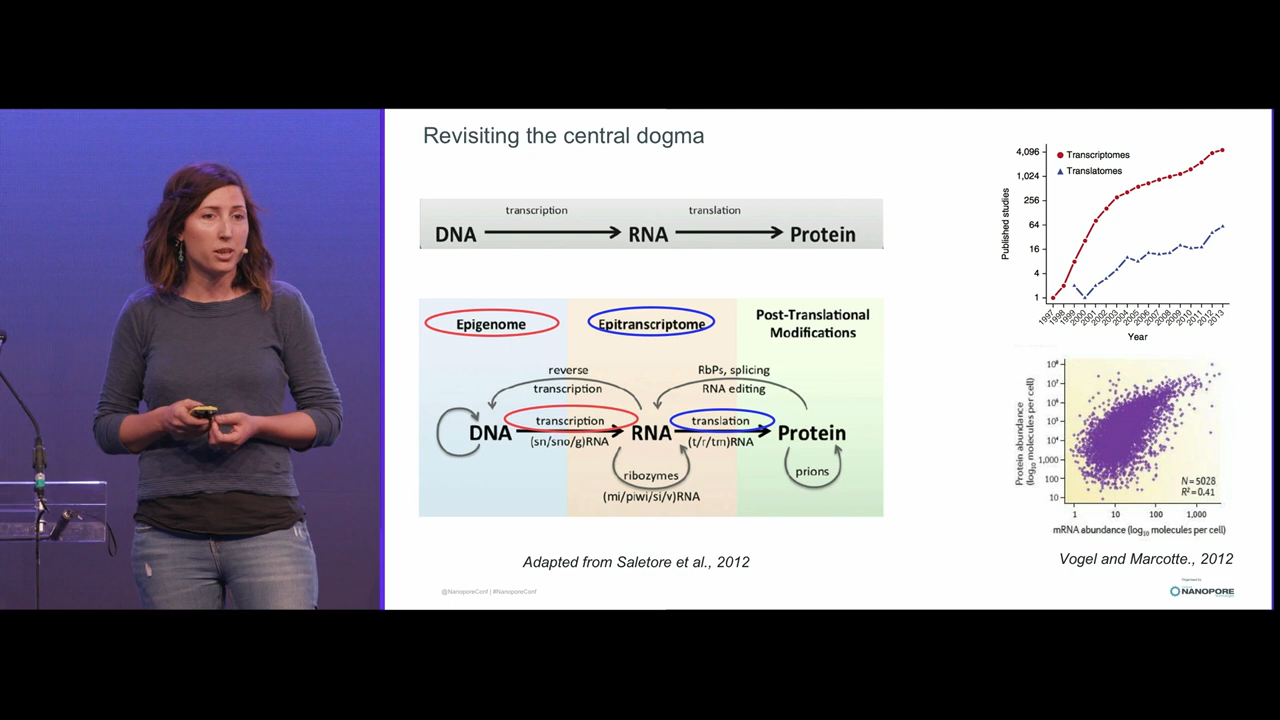 Revisiting the central dogma
transcription
translation
DNA
RNA
Protein
Epigenome
Epitranscriptome
Post-Translational
Modifications
reverse
transcription
RbPs, splicing
RNA editing
transcription
translation
DNA
RNA
Protein
(sn/sno/g)RNA
(t/r/tm)RNA
ribozymes
prions
(mi/piwi/si/v)RNA
Adapted from Saletore et al., 2012
@NanoporeConf | #NanoporeConf
Published studies
4,096
1,024
256
64
16
4
1
Transcriptomes
Translatomes
1997
1998
1999
2000
2001
2002
2003
2004
2005
2006
2007
2008
2009
2010
2011
2012
2013
Year
Protein abundance
(log10 molecules per cell)
10⁸
10⁷
10⁶
10⁵
10⁴
1,000
100
10
N = 5028
R² = 0.41
1
10
100
1,000
mRNA abundance (log10 molecules per cell)
Vogel and Marcotte., 2012
Organised by
NANOPORE